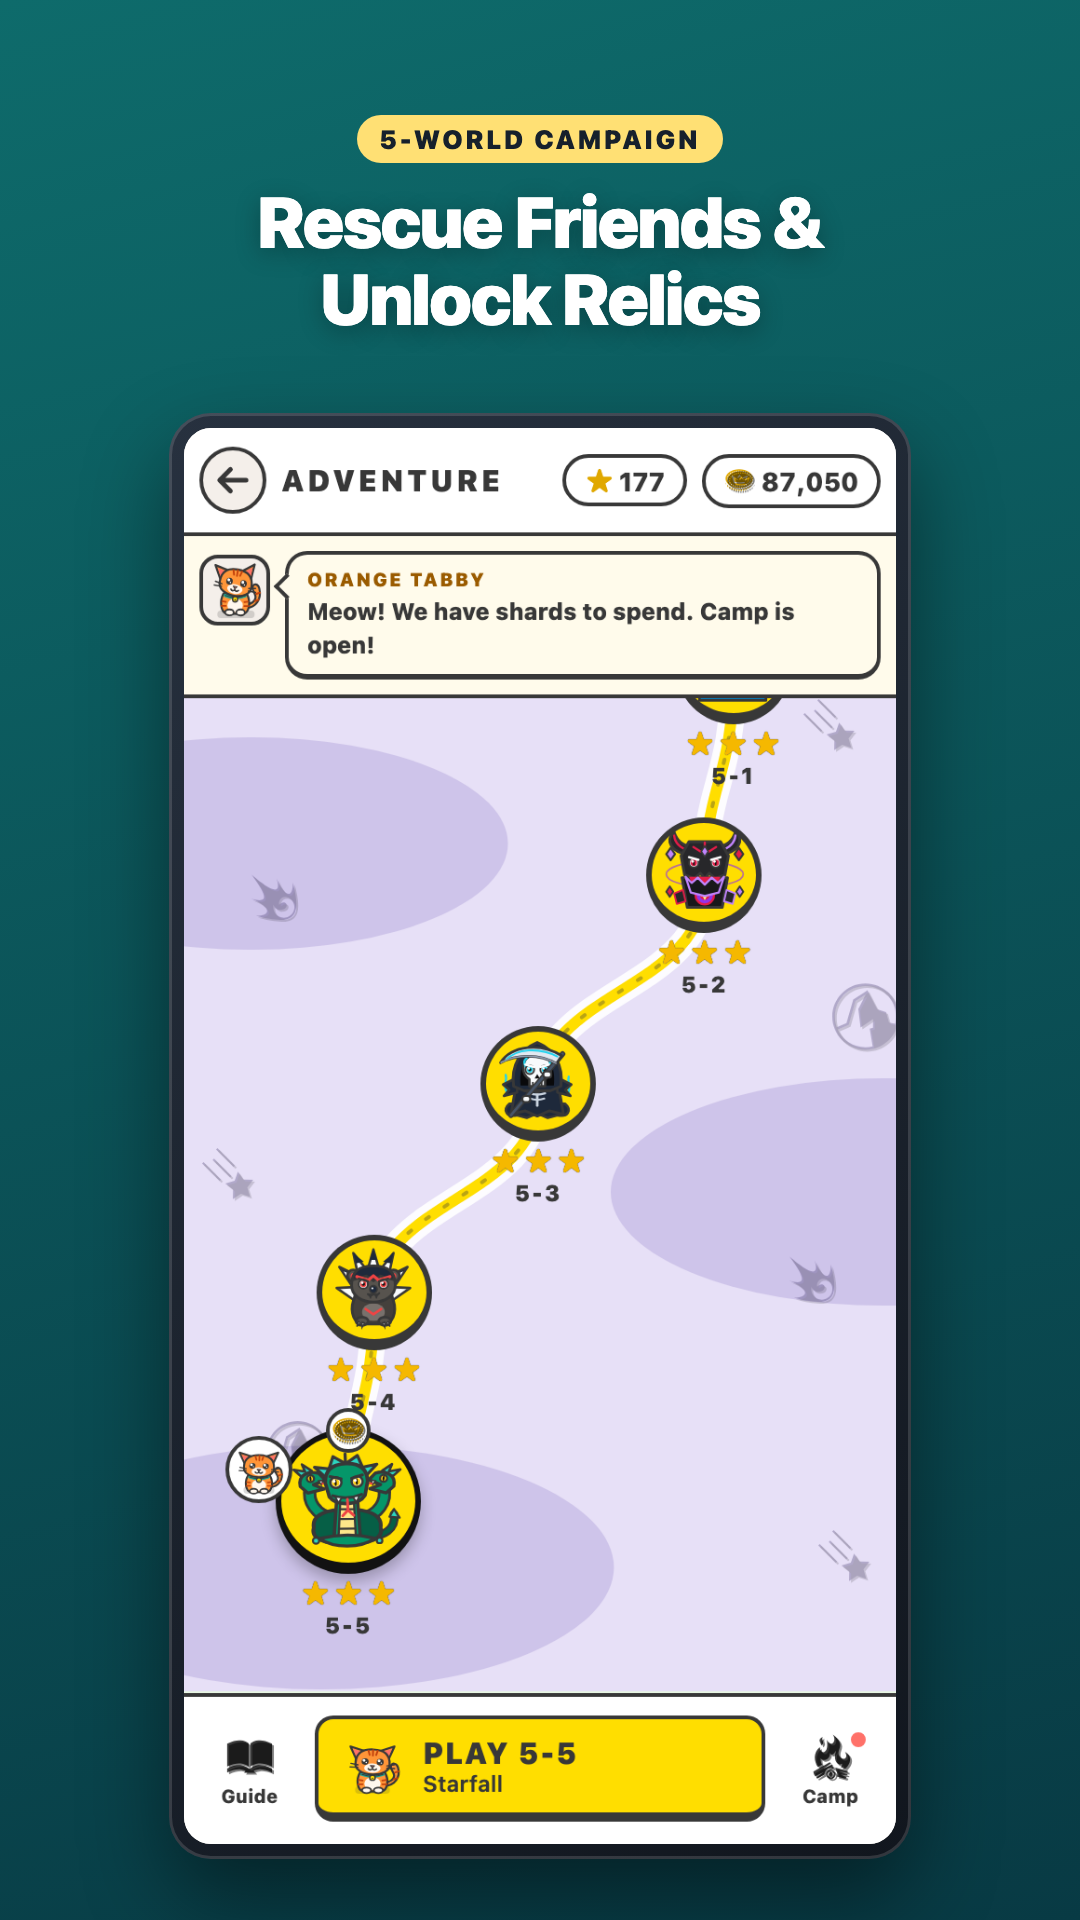 5-WORLD CAMPAIGN
Rescue Friends &
Unlock Relics
ADVENTURE
177
87,050
ORANGE TABBY
Meow! We have shards to spend. Camp is
open!
5-1
5-2
5-3
5-4
5-5
Guide
PLAY 5-5
Starfall
Camp